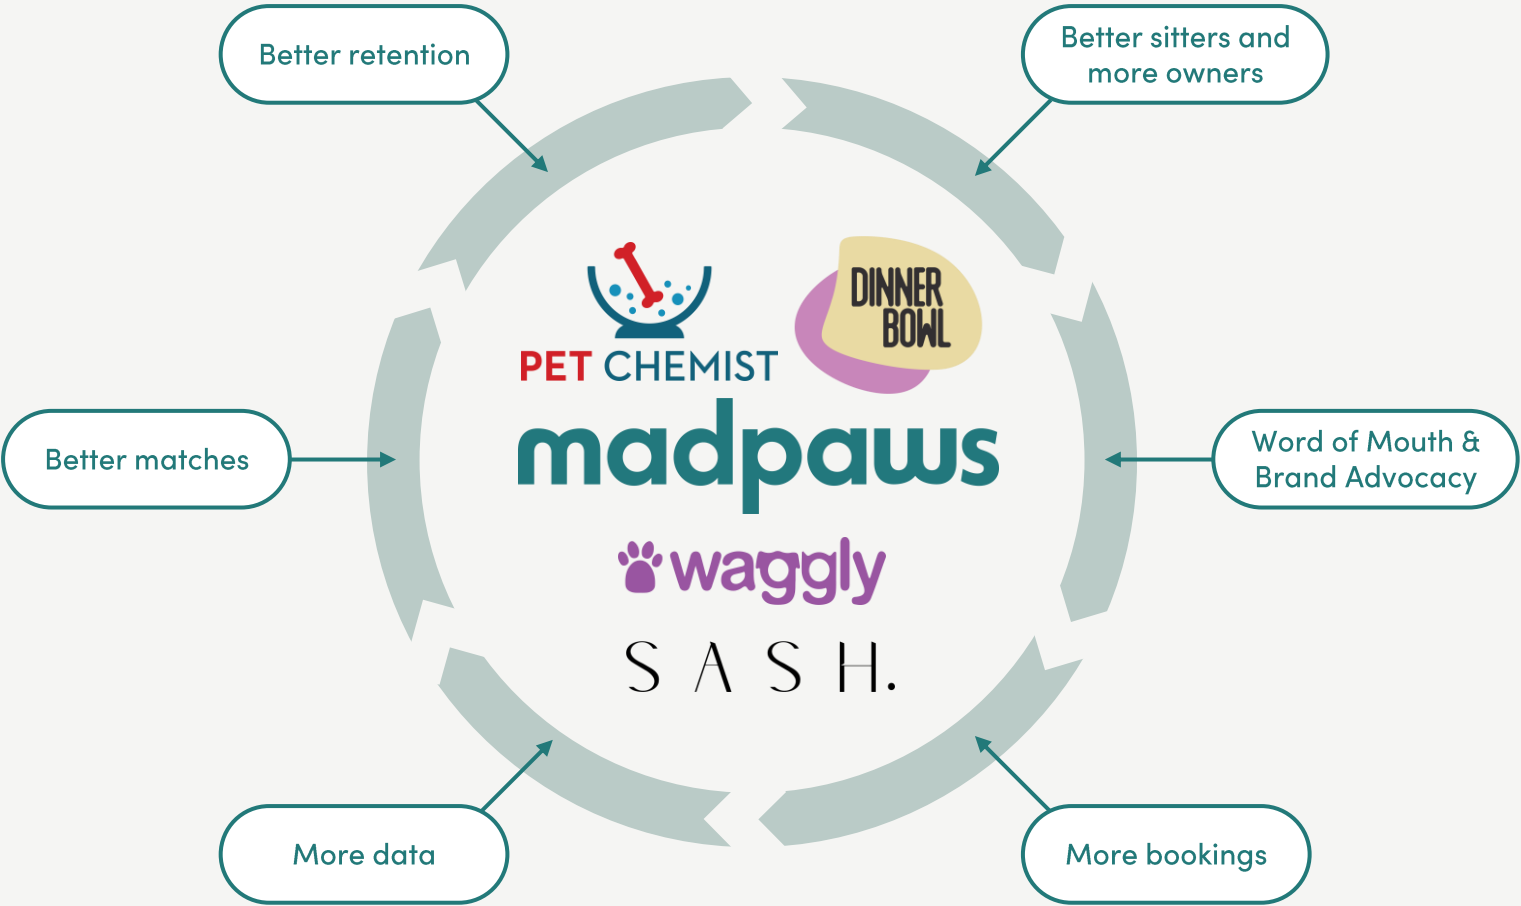 Better retention
Better sitters and
more owners
PET CHEMIST
DINNER
BOWL
madpaws
Better matches
Word of Mouth &
Brand Advocacy
waggly
SASH.
More data
More bookings